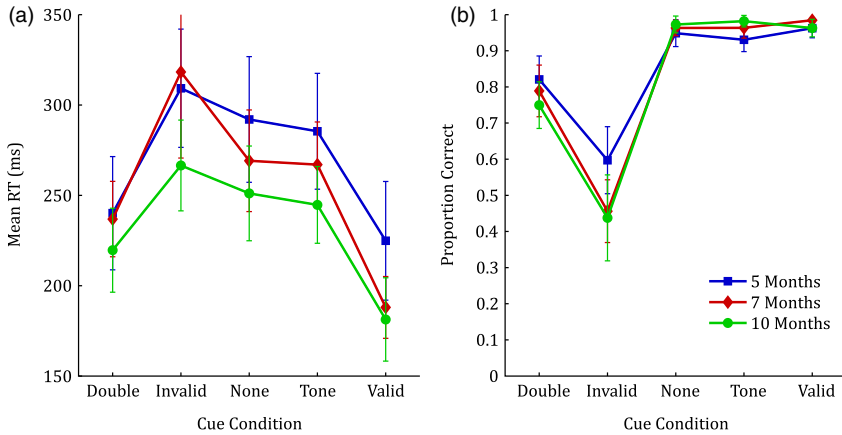 (a)
350
300
250
200
150
Mean RT (ms)
Double Invalid None Tone Valid
Cue Condition
(b)
1
0.9
0.8
0.7
0.6
0.5
0.4
0.3
0.2
0.1
0
Proportion Correct
5 Months
7 Months
10 Months
Double Invalid None Tone Valid
Cue Condition